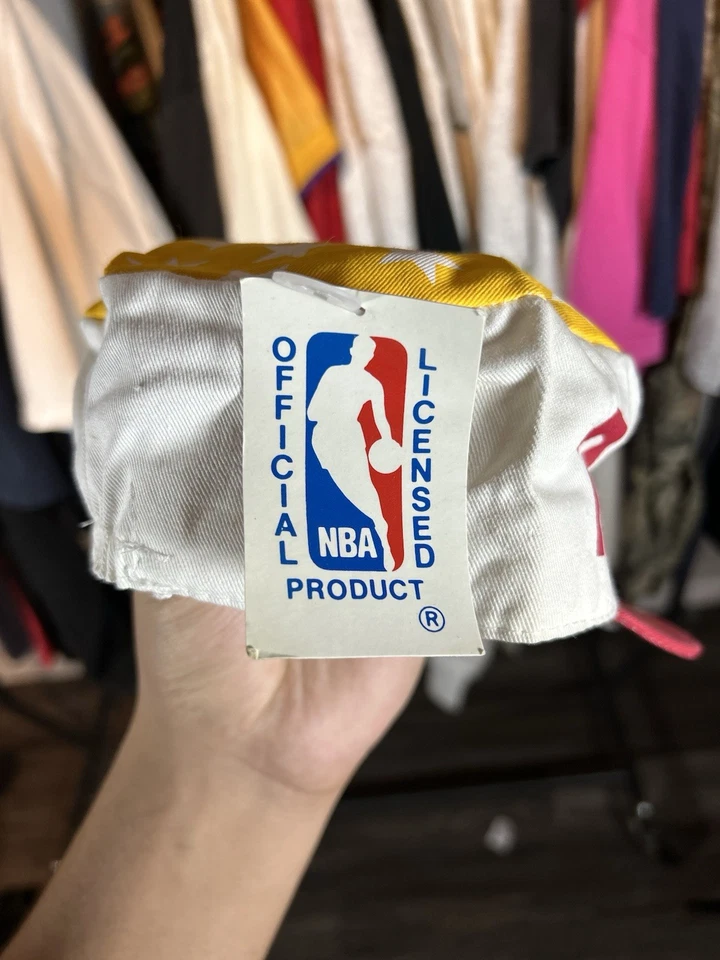 OFFICIAL
LICENSED
NBA
PRODUCT
®